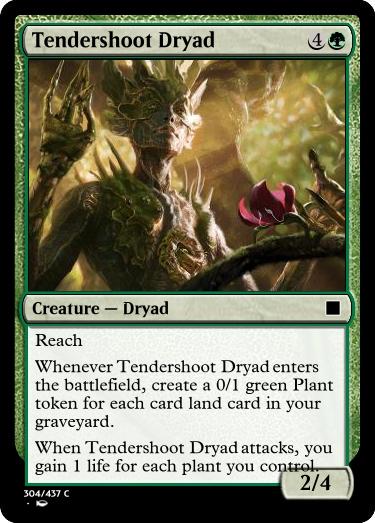 Tendershoot Dryad 4
Creature — Dryad
Reach
Whenever Tendershoot Dryad enters
the battlefield, create a 0/1 green Plant
token for each card land card in your
graveyard.
When Tendershoot Dryad attacks, you
gain 1 life for each plant you control.
2/4
304/437 C